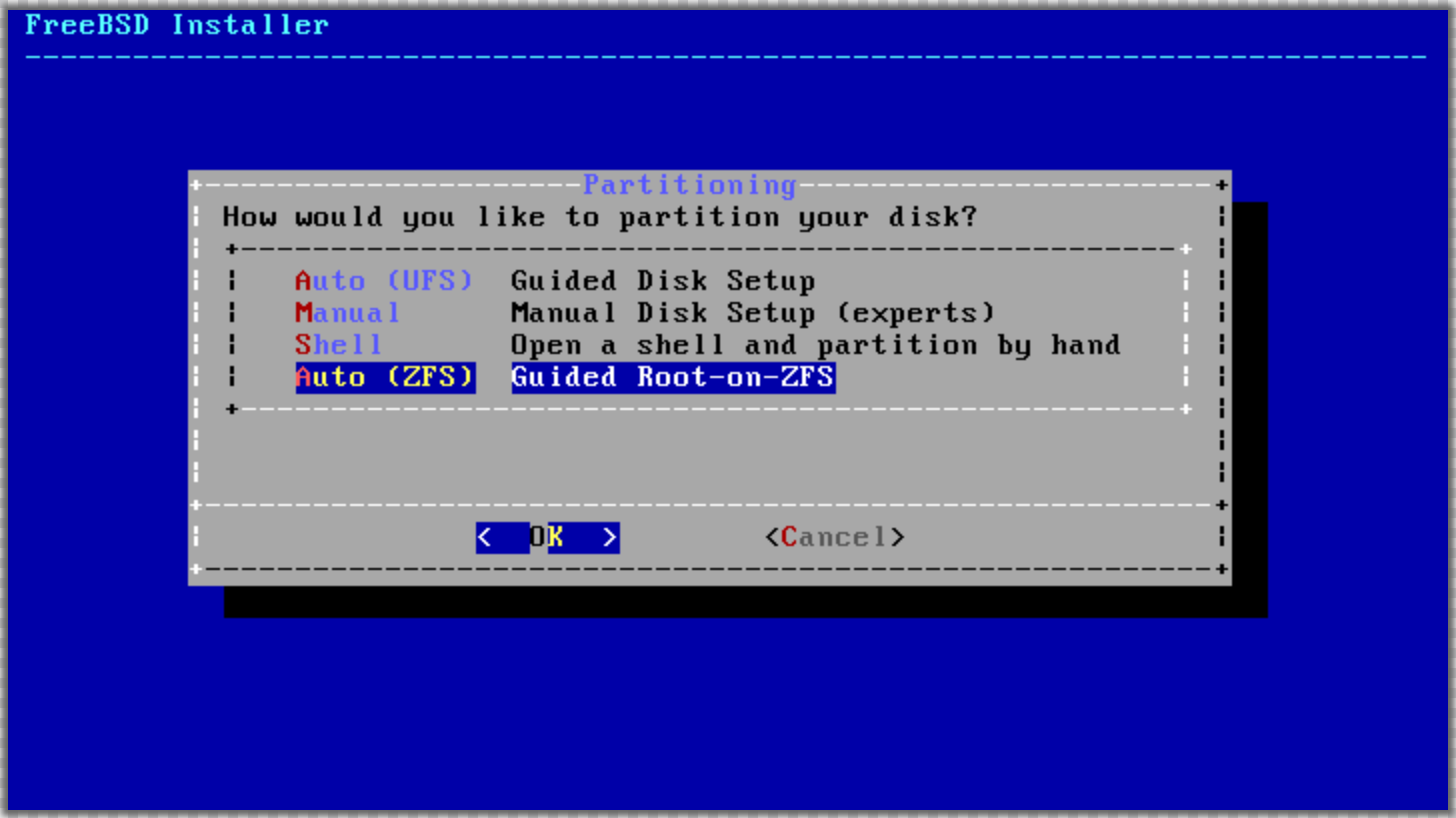 FreeBSD Installer
Partitioning
How would you like to partition your disk?
Auto (UFS) Guided Disk Setup
Manual Manual Disk Setup (experts)
Shell Open a shell and partition by hand
Auto (ZFS) Guided Root-on-ZFS
< OK > <Cancel>